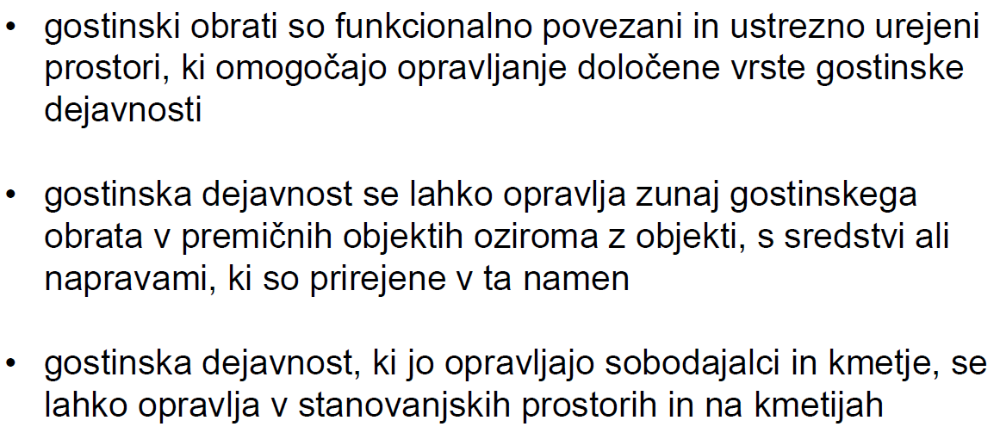 • gostinski obrati so funkcionalno povezani in ustrezno urejeni
prostori, ki omogočajo opravljanje določene vrste gostinske
dejavnosti
• gostinska dejavnost se lahko opravlja zunaj gostinskega
obrata v premičnih objektih oziroma z objekti, s sredstvi ali
napravami, ki so prirejene v ta namen
• gostinska dejavnost, ki jo opravljajo sobodajalci in kmetje, se
lahko opravlja v stanovanjskih prostorih in na kmetijah